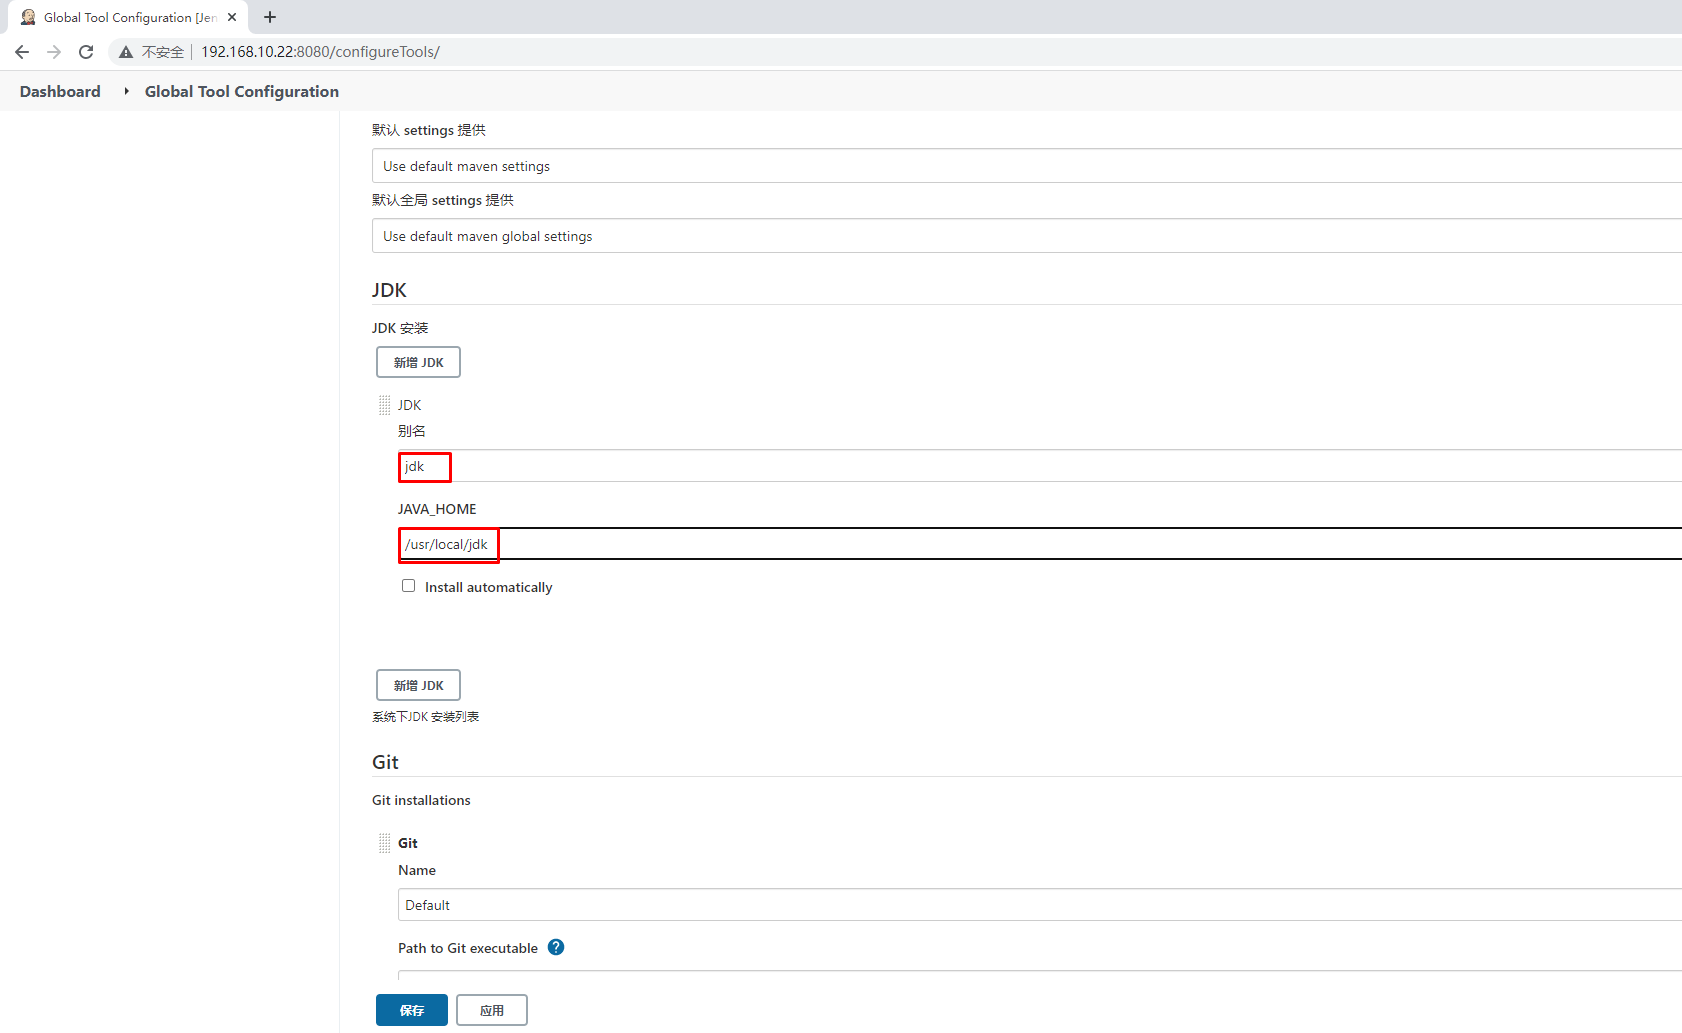 Global Tool Configuration [Jen
不安全 192.168.10.22:8080/configureTools/
Dashboard Global Tool Configuration
默认 settings 提供
Use default maven settings
默认全局 settings 提供
Use default maven global settings
JDK
JDK 安装
新增 JDK
JDK
别名
jdk
JAVA_HOME
/usr/local/jdk
Install automatically
新增 JDK
系统下JDK 安装列表
Git
Git installations
Git
Name
Default
Path to Git executable ?
保存 应用